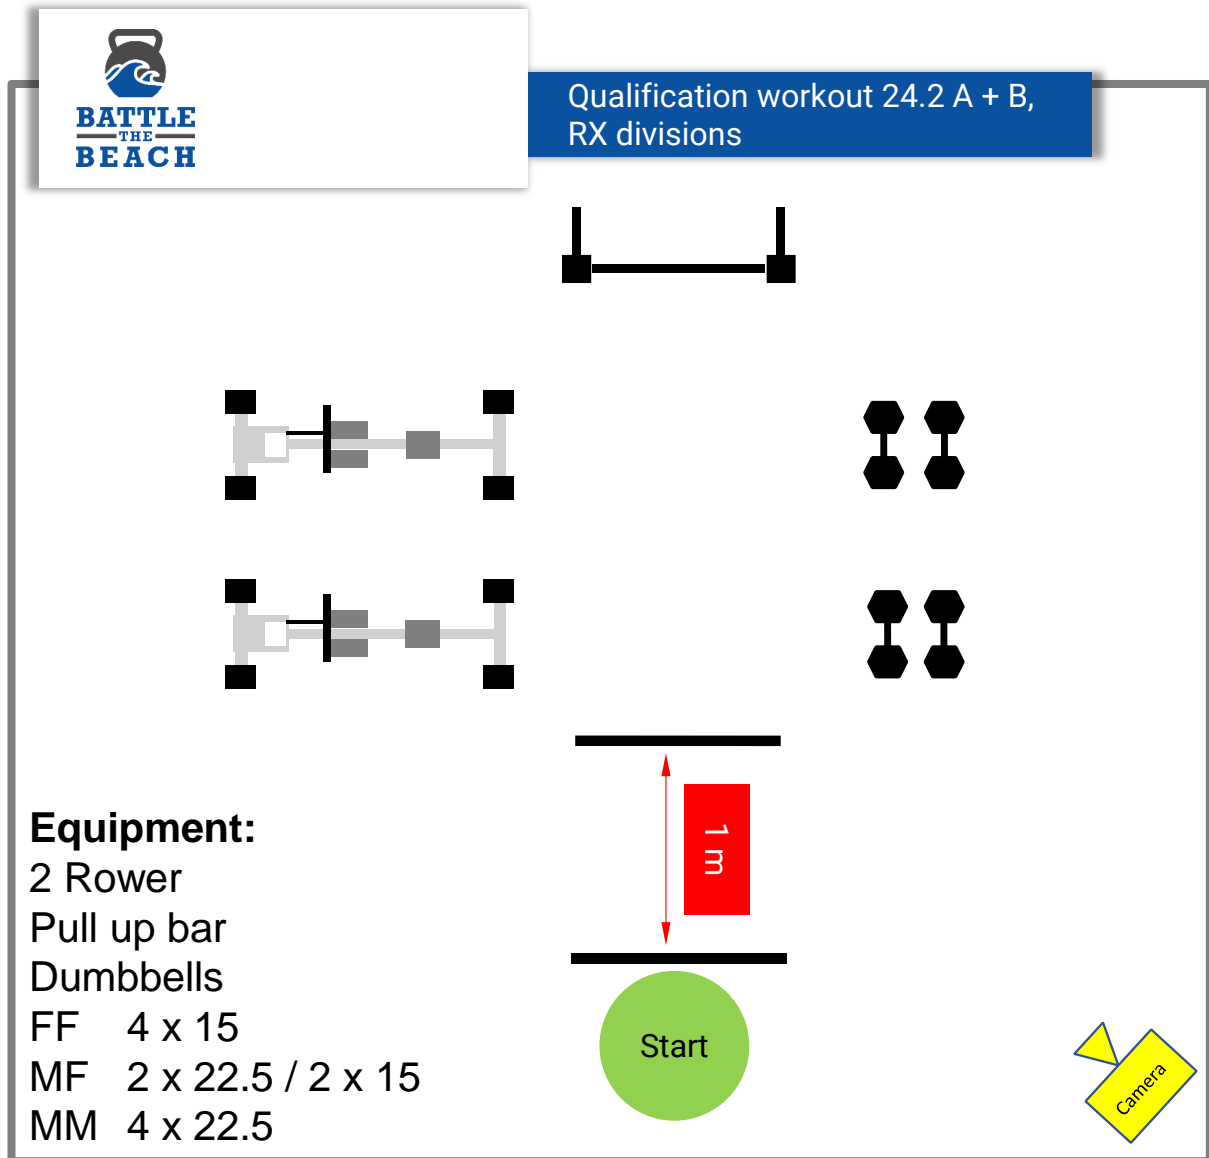 BATTLE
THE
BEACH
Qualification workout 24.2 A + B,
RX divisions
1 m
Equipment:
2 Rower
Pull up bar
Dumbbells
FF 4 x 15
MF 2 x 22.5 / 2 x 15
MM 4 x 22.5
Start
Camera